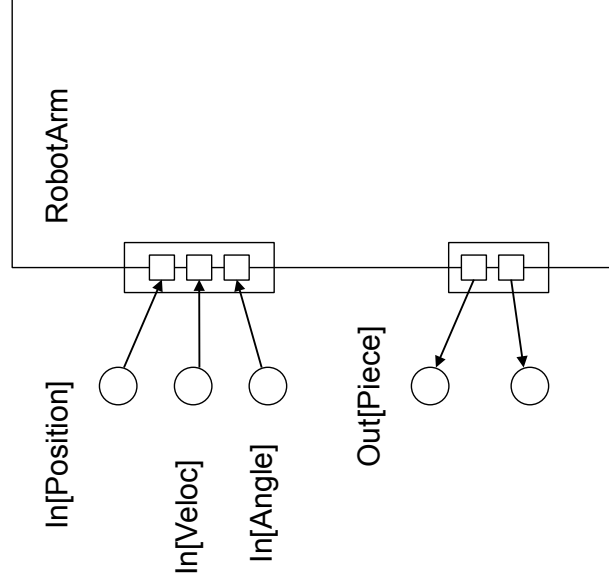 RobotArm
In[Position]
In[Veloc]
In[Angle]
Out[Piece]